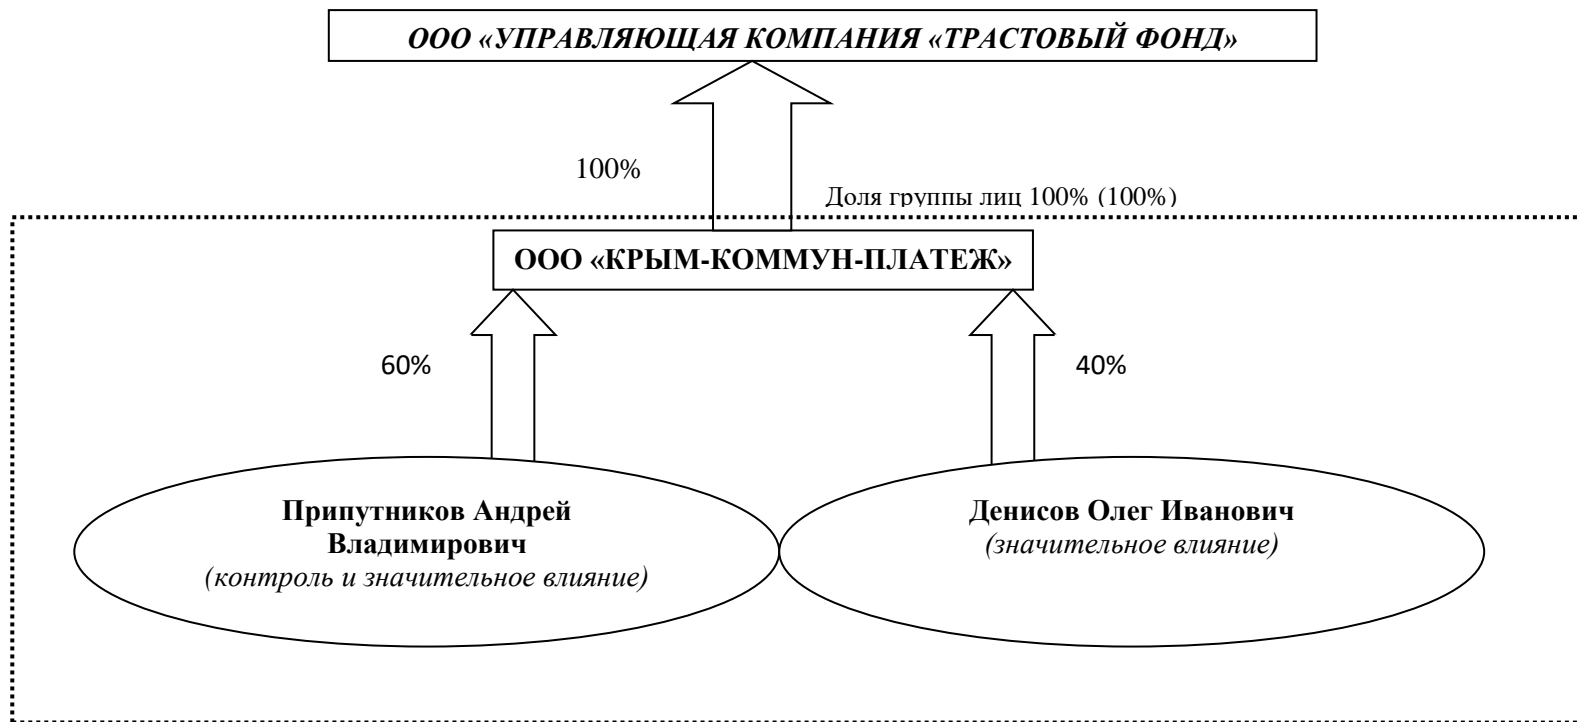 ООО «УПРАВЛЯЮЩАЯ КОМПАНИЯ «ТРАСТОВЫЙ ФОНД»
100%
Доля группы лиц 100% (100%)
ООО «КРЫМ-КОММУН-ПЛАТЕЖ»
60%
40%
Припутников Андрей
Владимирович
(контроль и значительное влияние)
Денисов Олег Иванович
(значительное влияние)